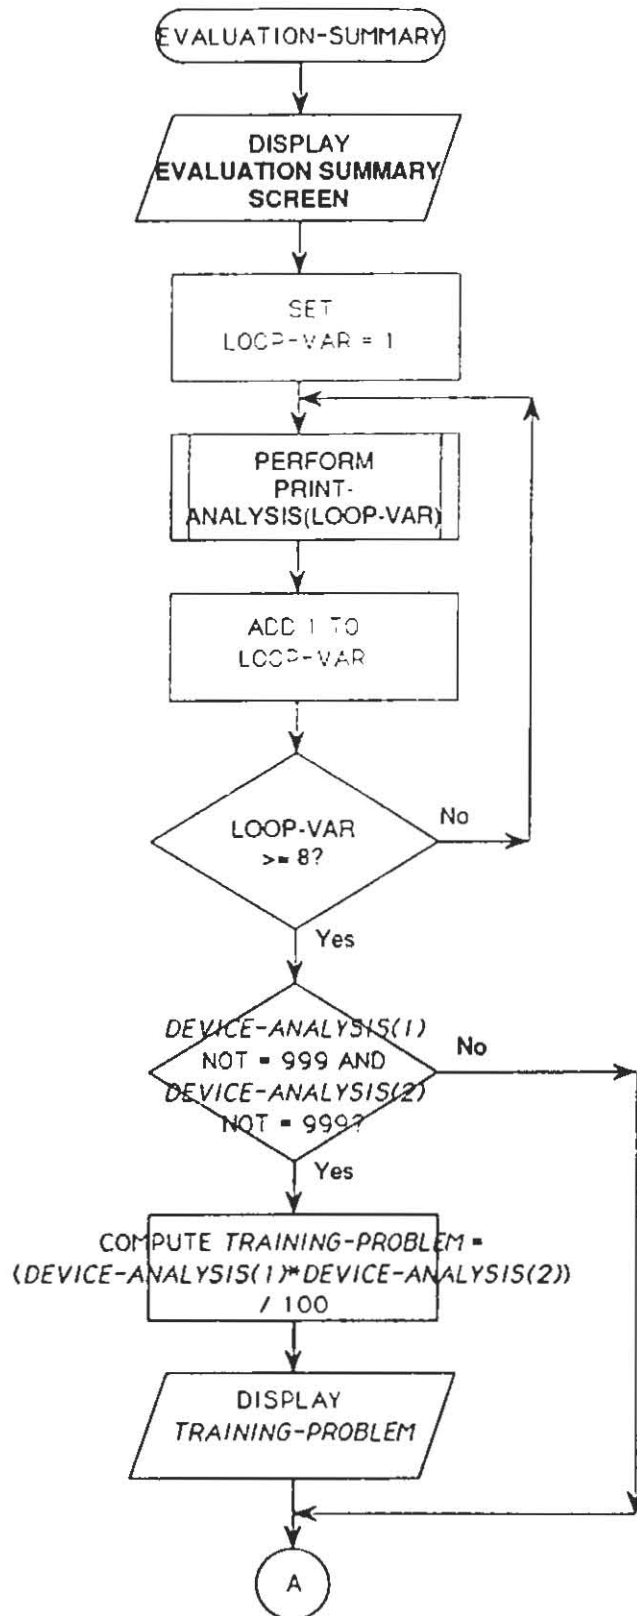 EVALUATION-SUMMARY
DISPLAY
EVALUATION SUMMARY
SCREEN
SET
LOOP-VAR = 1
PERFORM
PRINT-
ANALYSIS(LOOP-VAR)
ADD 1 TO
LOOP-VAR
LOOP-VAR
>= 8?
No
Yes
DEVICE-ANALYSIS(1)
NOT = 999 AND
DEVICE-ANALYSIS(2)
NOT = 999?
No
Yes
COMPUTE TRAINING-PROBLEM =
(DEVICE-ANALYSIS(1)*DEVICE-ANALYSIS(2))
/ 100
DISPLAY
TRAINING-PROBLEM
A